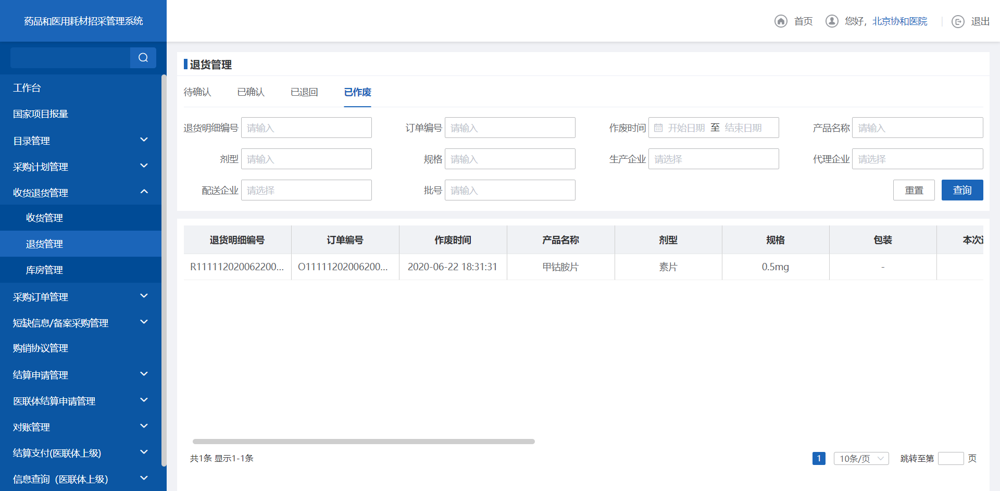 药品和医用耗材招采管理系统
首页
您好，北京协和医院
退出
工作台
国家项目报量
目录管理
采购计划管理
收货退货管理
收货管理
退货管理
库房管理
采购订单管理
短缺信息/备案采购管理
购销协议管理
结算申请管理
医联体结算申请管理
对账管理
结算支付(医联体上级)
信息查询（医联体上级）
退货管理
待确认 已确认 已退回 已作废
退货明细编号 请输入 订单编号 请输入 作废时间 开始日期 至 结束日期 产品名称 请输入
剂型 请输入 规格 请输入 生产企业 请选择 代理企业 请选择
配送企业 请选择 批号 请输入 重置 查询
退货明细编号 订单编号 作废时间 产品名称 剂型 规格 包装 本次
R111112020062200... O11111202006200... 2020-06-22 18:31:31 甲钴胺片 素片 0.5mg -
共1条 显示1-1条
1 10条/页 跳转至第 页